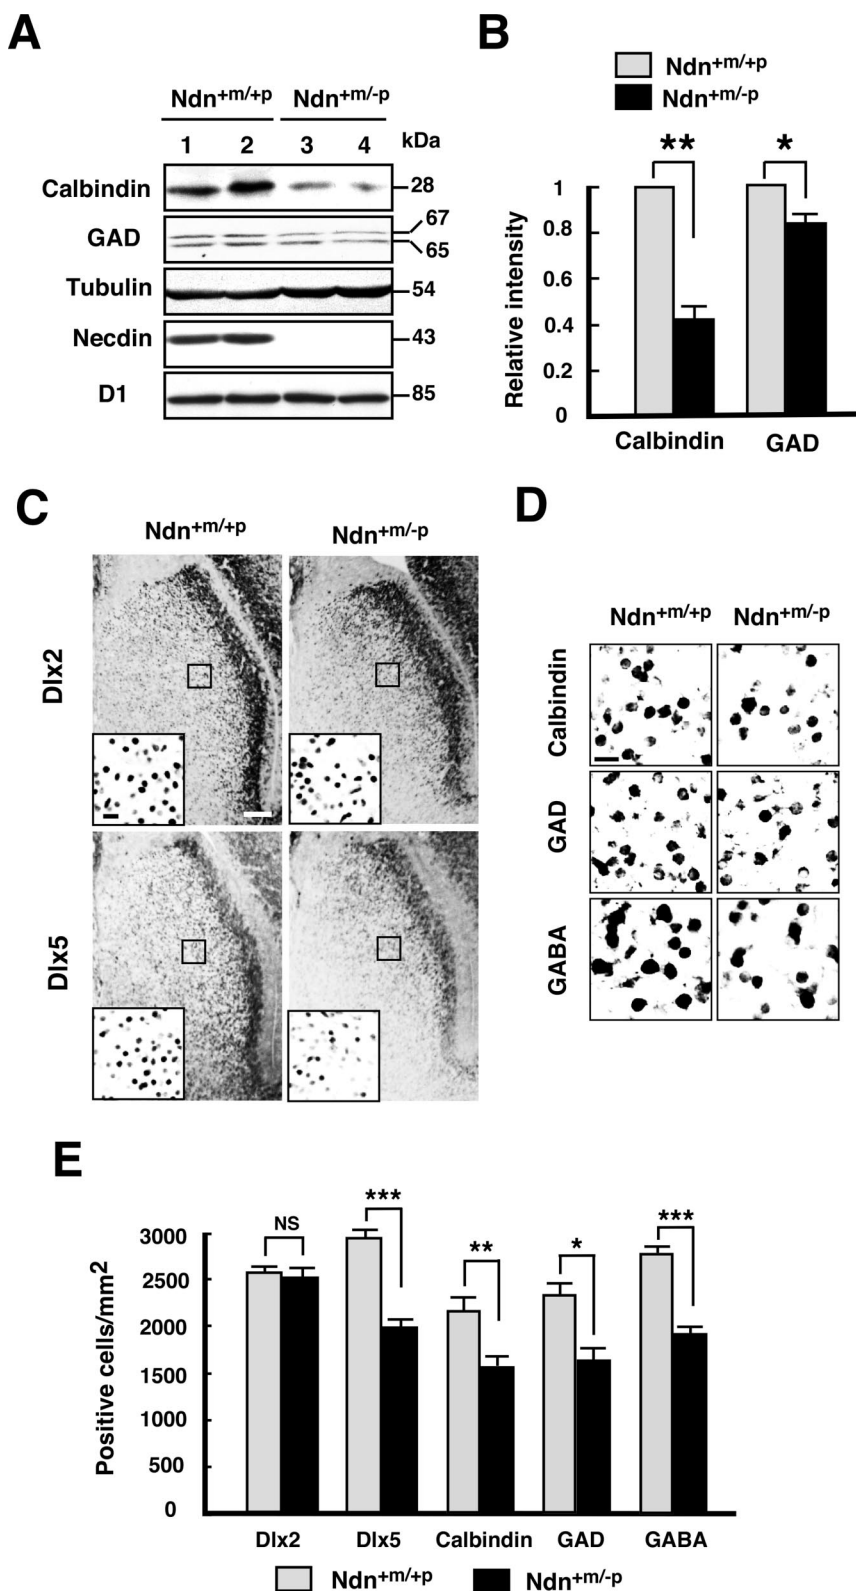 A
Ndn+m/+p Ndn+m/-p
1 2 3 4 kDa
Calbindin 28
GAD 67
65
Tubulin 54
Necdin 43
D1 85
B
Ndn+m/+p
Ndn+m/-p
** *
Relative intensity
1
0.8
0.6
0.4
0.2
0
Calbindin GAD
C
Ndn+m/+p Ndn+m/-p
Dlx2
Dlx5
D
Ndn+m/+p Ndn+m/-p
Calbindin
GAD
GABA
E
Positive cells/mm2
3000
2500
2000
1500
1000
500
0
NS *** ** * ***
Dlx2 Dlx5 Calbindin GAD GABA
Ndn+m/+p Ndn+m/-p